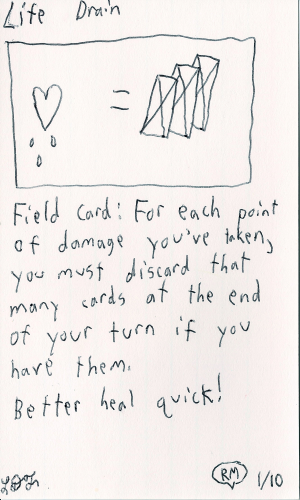 Life Drain
=
Field Card: For each point
of damage you've taken,
you must discard that
many cards at the end
of your turn if you
have them.
Better heal quick!
RM 1/10